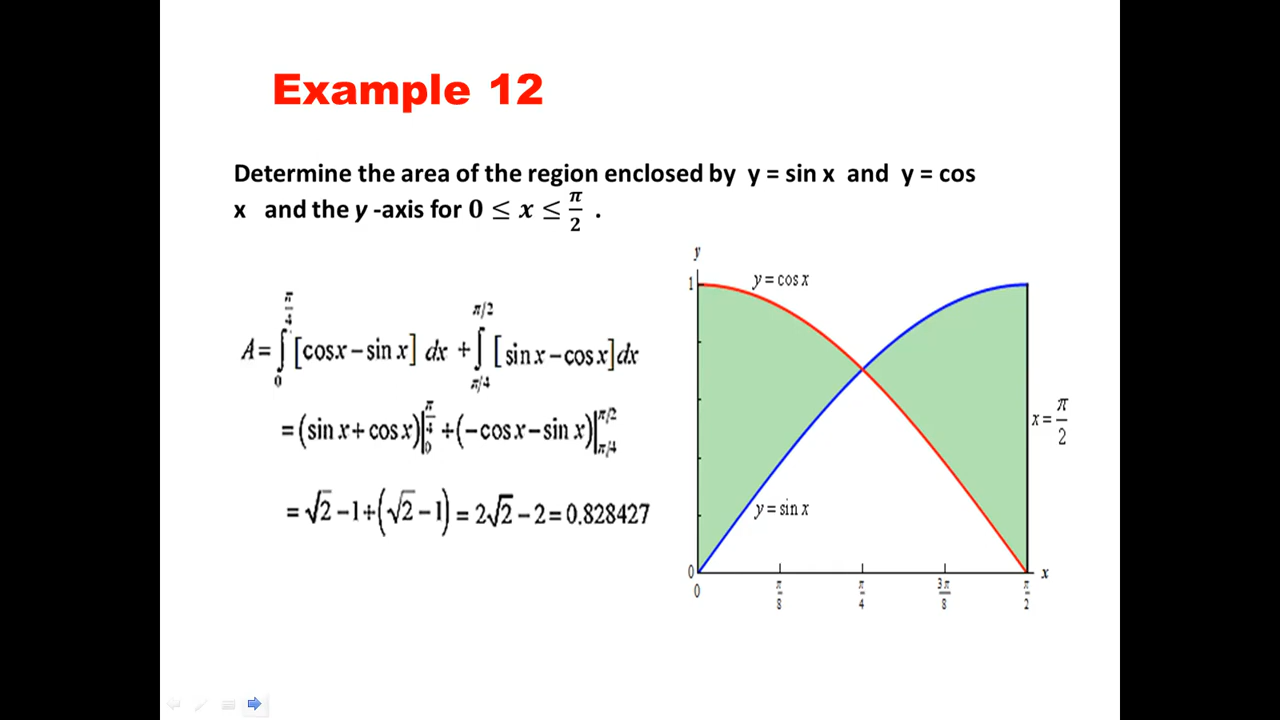 Example 12
Determine the area of the region enclosed by y = sin x and y = cos
x and the y -axis for 0 ≤ x ≤ π/2 .
A = ∫₀^{π/4} [cos x − sin x] dx + ∫_{π/4}^{π/2} [sin x − cos x] dx
= (sin x + cos x)|₀^{π/4} + (−cos x − sin x)|_{π/4}^{π/2}
= √2 − 1 + (√2 − 1) = 2√2 − 2 = 0.828427
y
1
y = cos x
x = π/2
y = sin x
0
x
0
π/8
π/4
3π/8
π/2